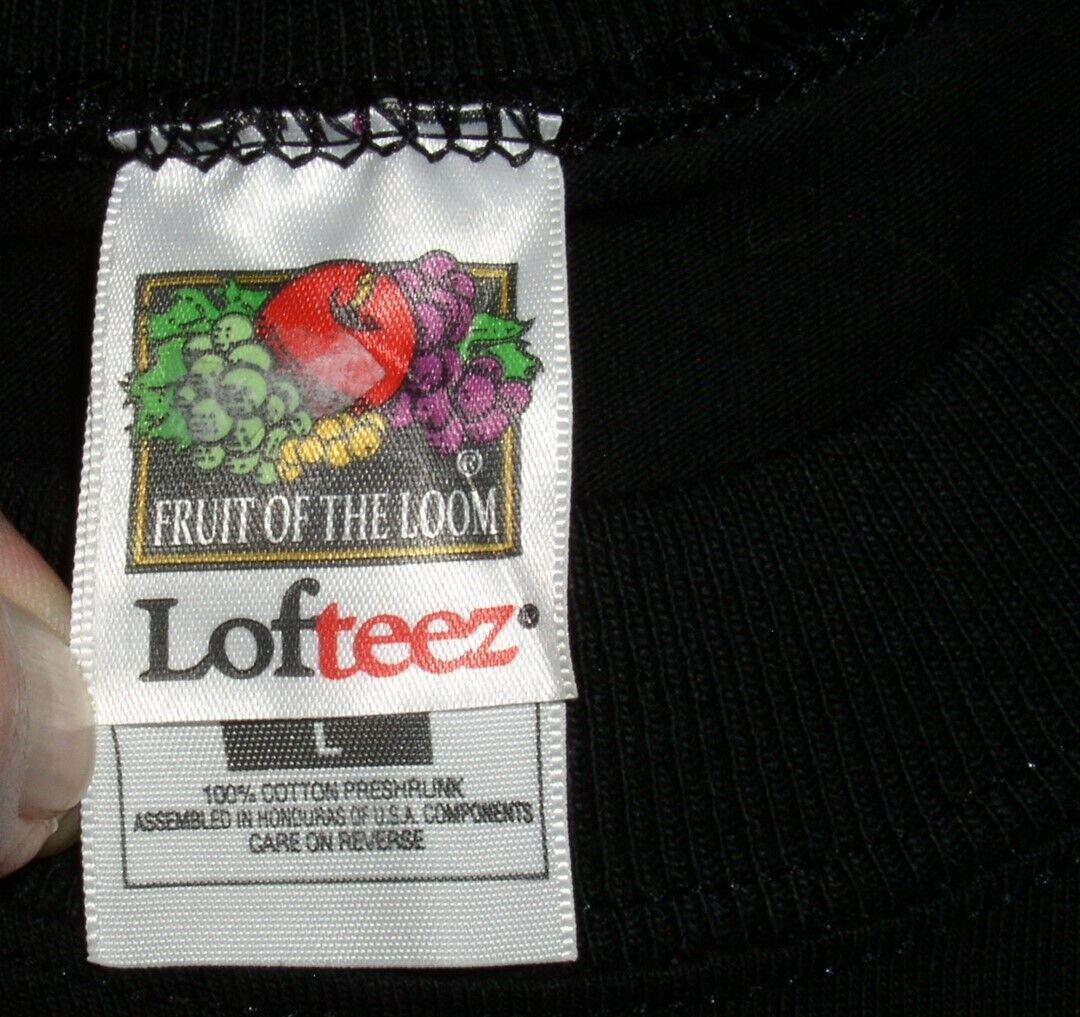 ®
FRUIT OF THE LOOM
Lofteez®
L
100% COTTON PRESHRUNK
ASSEMBLED IN HONDURAS OF U.S.A. COMPONENTS
CARE ON REVERSE